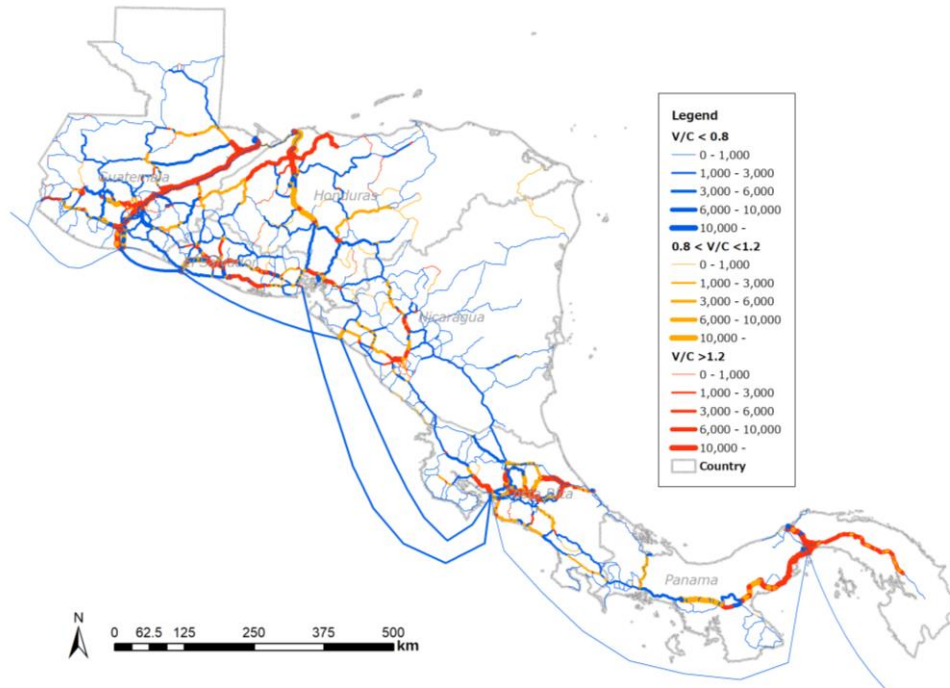 Guatemala
Honduras
Nicaragua
Panama
Legend
V/C < 0.8
0 - 1,000
1,000 - 3,000
3,000 - 6,000
6,000 - 10,000
10,000 -
0.8 < V/C <1.2
0 - 1,000
1,000 - 3,000
3,000 - 6,000
6,000 - 10,000
10,000 -
V/C >1.2
0 - 1,000
1,000 - 3,000
3,000 - 6,000
6,000 - 10,000
10,000 -
Country
N
0 62.5 125 250 375 500
km